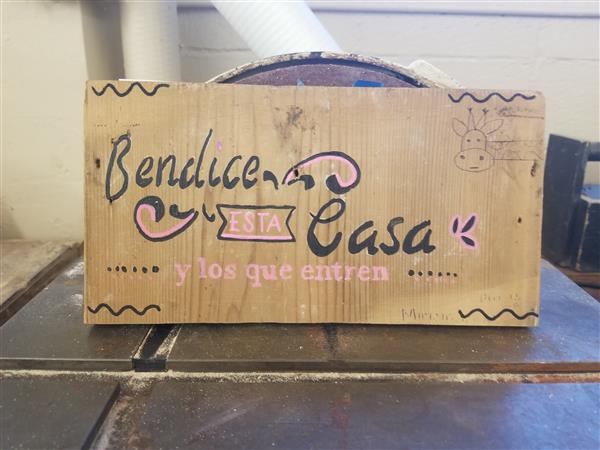 Bendice
ESTA Casa
y los que entren